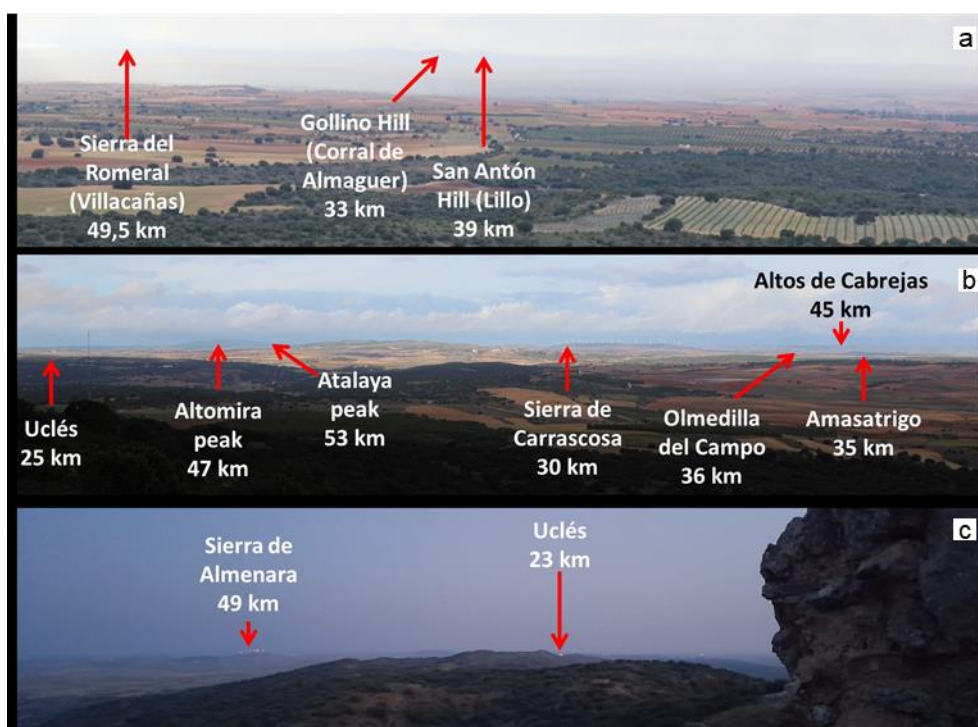 a
Sierra del
Romeral
(Villacañas)
49,5 km
Gollino Hill
(Corral de
Almaguer)
33 km
San Antón
Hill (Lillo)
39 km
b
Uclés
25 km
Altomira
peak
47 km
Atalaya
peak
53 km
Sierra de
Carrascosa
30 km
Olmedilla
del Campo
36 km
Altos de Cabrejas
45 km
Amasatrigo
35 km
c
Sierra de
Almenara
49 km
Uclés
23 km